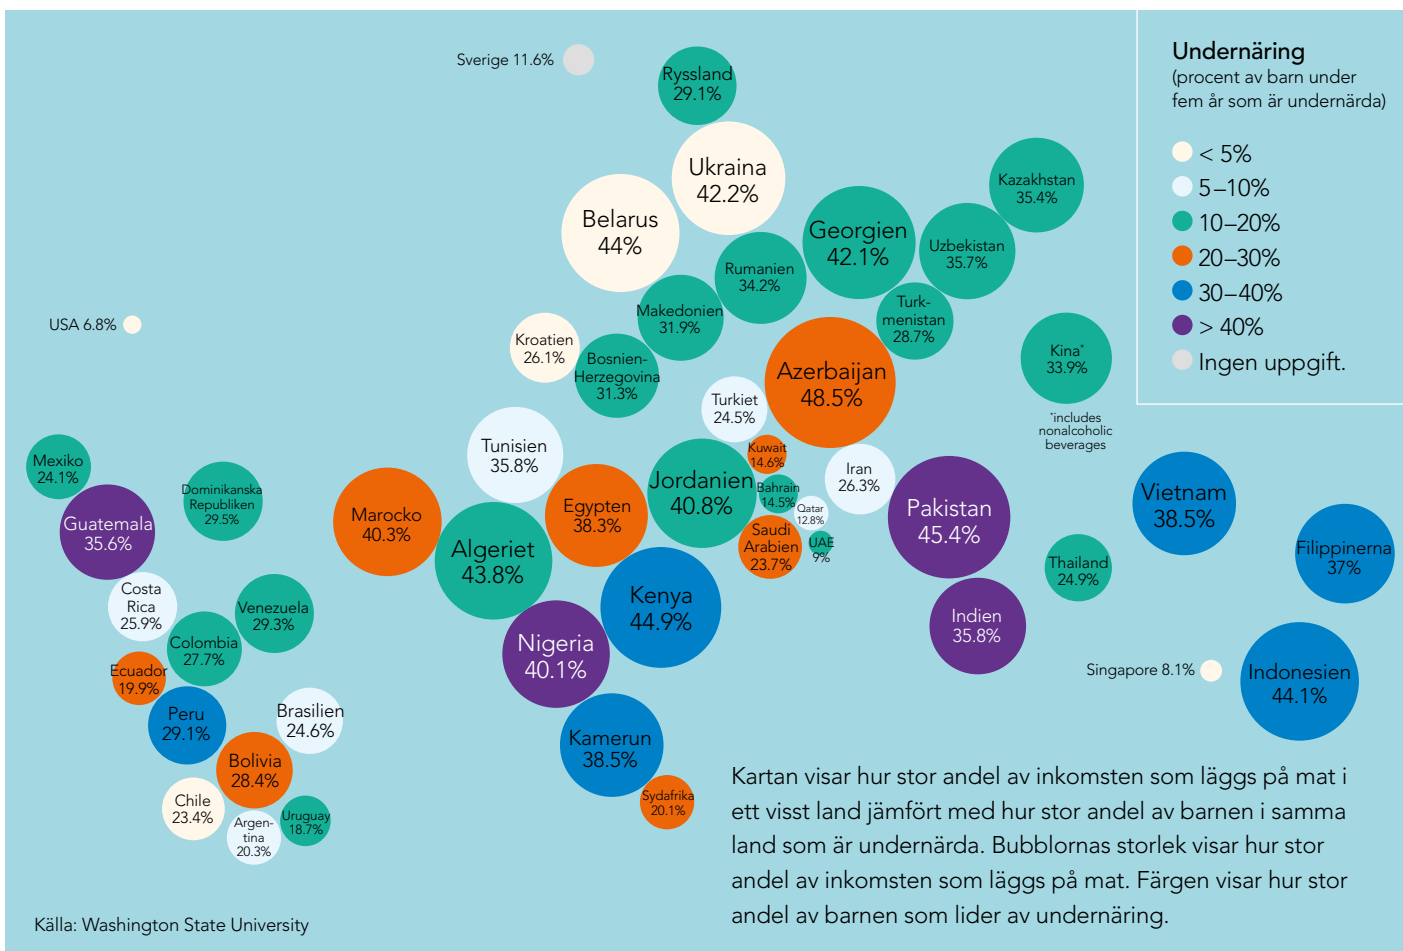 Sverige 11.6%
Ryssland
29.1%
Ukraina
42.2%
Belarus
44%
Georgien
42.1%
Kazakhstan
35.4%
Uzbekistan
35.7%
Rumanien
34.2%
Makedonien
31.9%
Turk-
menistan
28.7%
USA 6.8%
Kroatien
26.1%
Bosnien-
Herzegovina
31.3%
Azerbaijan
48.5%
Kina*
33.9%
*includes
nonalcoholic
beverages
Turkiet
24.5%
Tunisien
35.8%
Kuwait
14.6%
Iran
26.3%
Mexiko
24.1%
Dominikanska
Republiken
29.5%
Guatemala
35.6%
Marocko
40.3%
Egypten
38.3%
Jordanien
40.8%
Bahrain
14.5%
Qatar
12.8%
Saudi
Arabien
23.7%
UAE
9%
Pakistan
45.4%
Vietnam
38.5%
Filippinerna
37%
Algeriet
43.8%
Thailand
24.9%
Costa
Rica
25.9%
Venezuela
29.3%
Kenya
44.9%
Indien
35.8%
Colombia
27.7%
Nigeria
40.1%
Ecuador
19.9%
Singapore 8.1%
Indonesien
44.1%
Peru
29.1%
Brasilien
24.6%
Kamerun
38.5%
Bolivia
28.4%
Chile
23.4%
Argen-
tina
20.3%
Uruguay
18.7%
Sydafrika
20.1%
Undernäring
(procent av barn under
fem år som är undernärda)
< 5%
5–10%
10–20%
20–30%
30–40%
> 40%
Ingen uppgift.
Kartan visar hur stor andel av inkomsten som läggs på mat i
ett visst land jämfört med hur stor andel av barnen i samma
land som är undernärda. Bubblornas storlek visar hur stor
andel av inkomsten som läggs på mat. Färgen visar hur stor
andel av barnen som lider av undernäring.
Källa: Washington State University